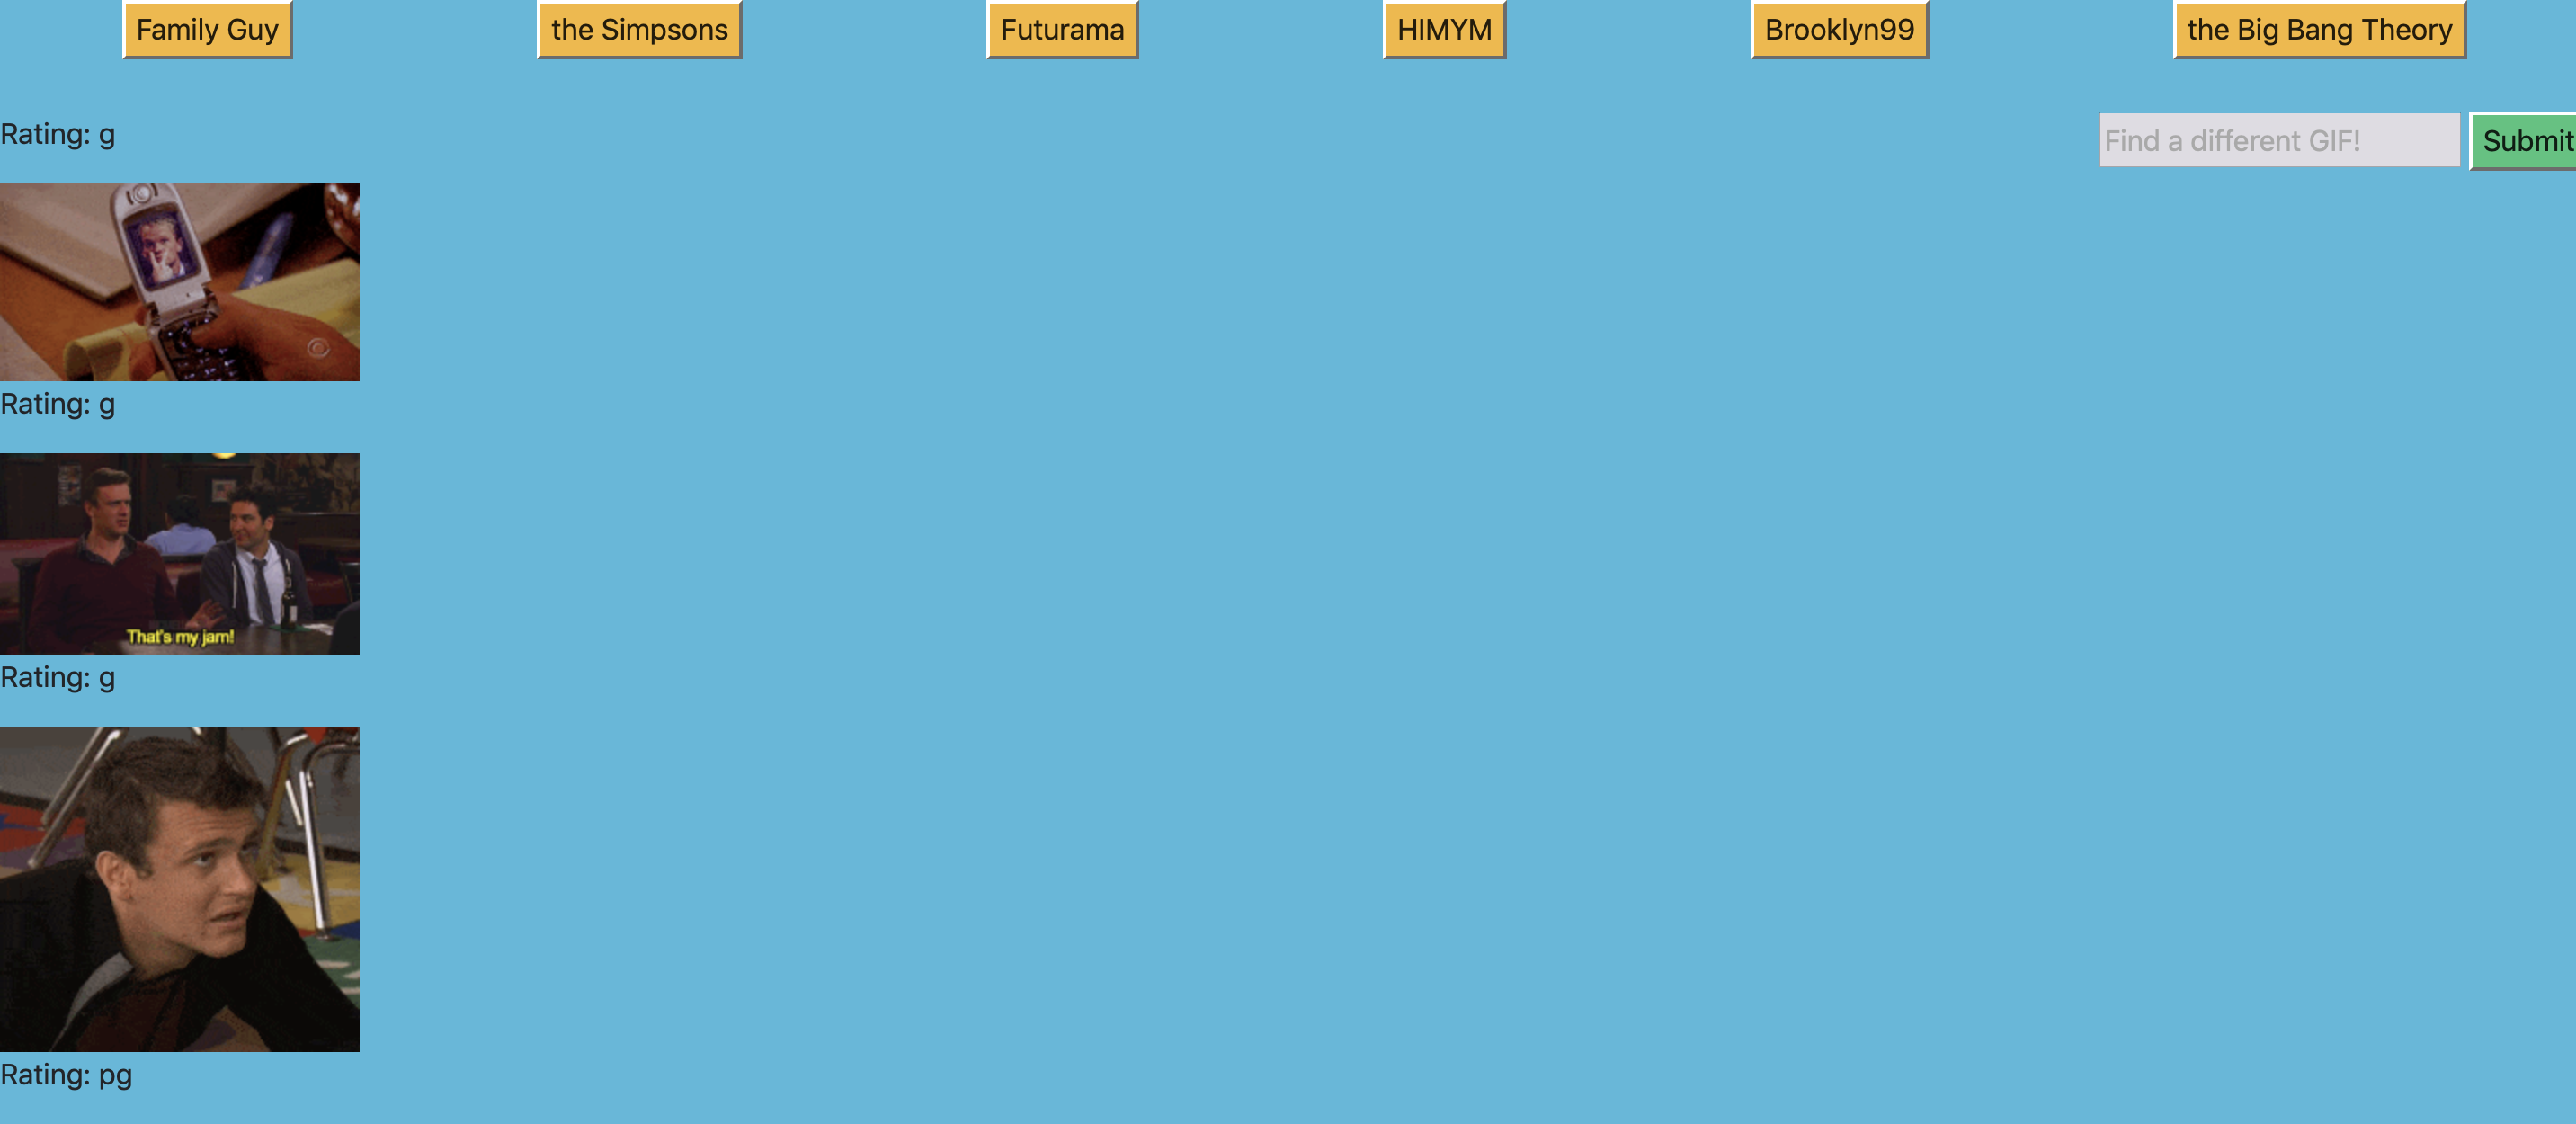 Family Guy
the Simpsons
Futurama
HIMYM
Brooklyn99
the Big Bang Theory
Rating: g
Find a different GIF!
Submit
Rating: g
That's my jam!
Rating: g
Rating: pg